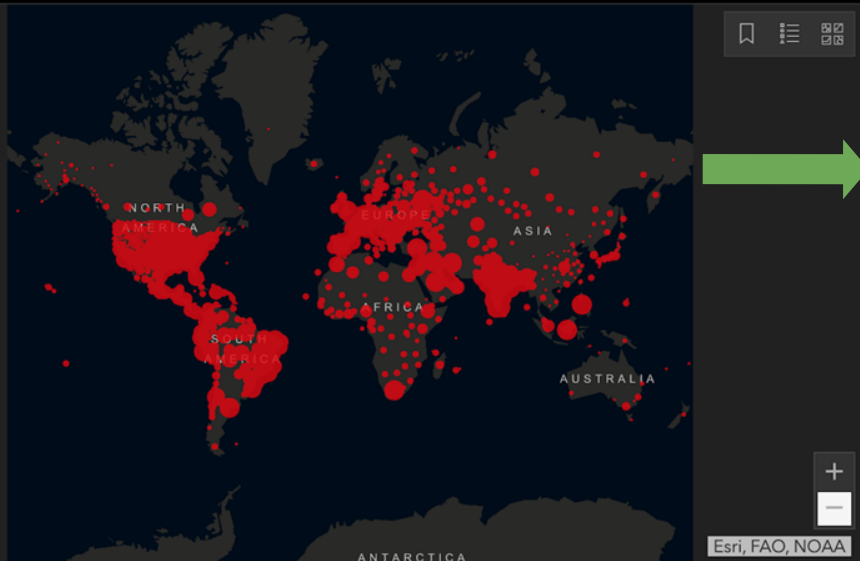 NORTH
AMERICA
EUROPE
ASIA
AFRICA
SOUTH
AMERICA
AUSTRALIA
ANTARCTICA
+
−
Esri, FAO, NOAA